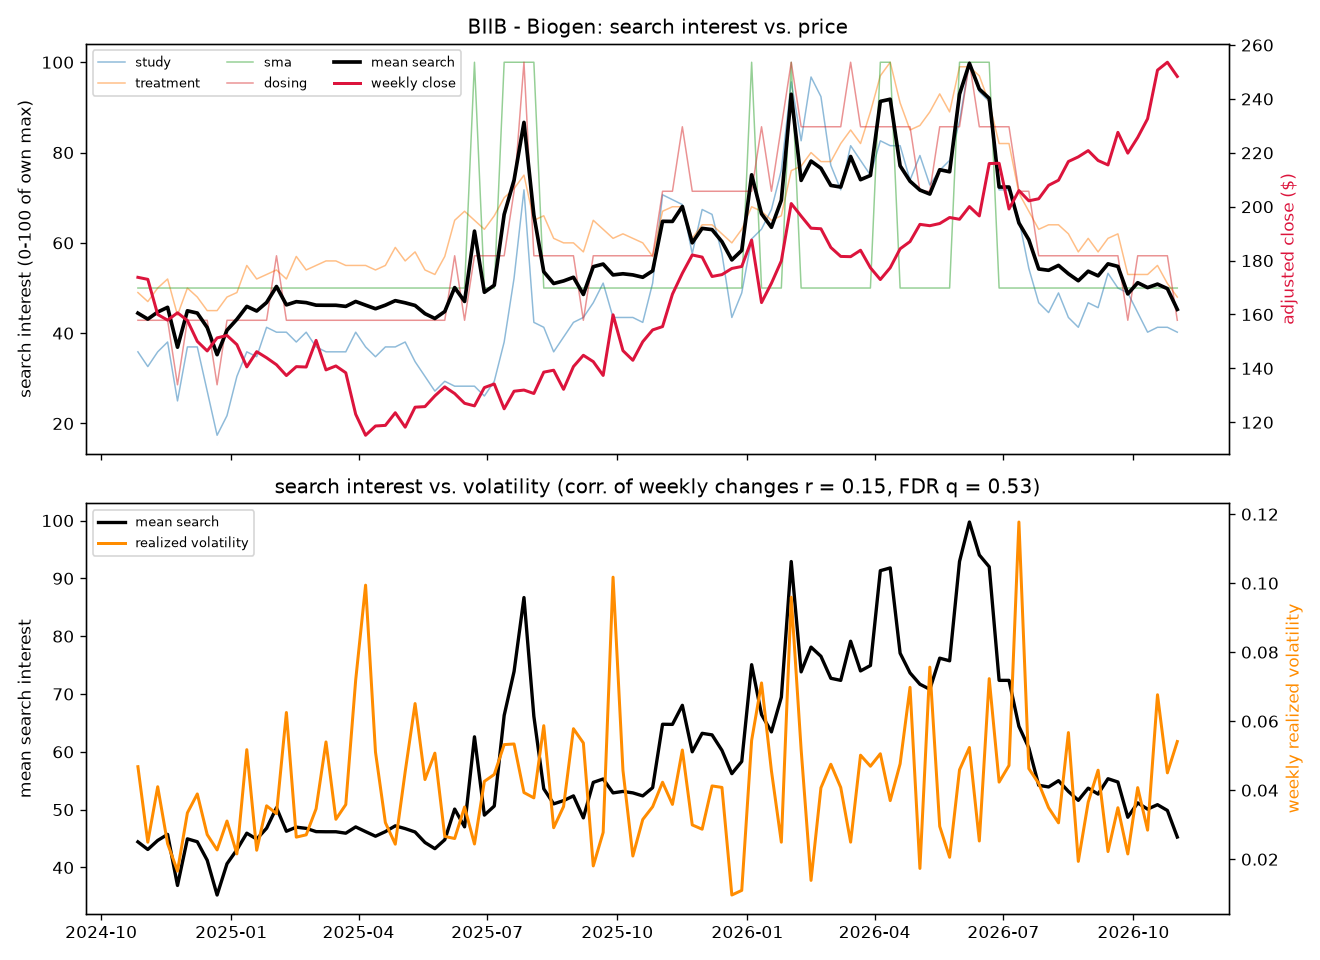 BIIB - Biogen: search interest vs. price
study
treatment
sma
dosing
mean search
weekly close
100
80
60
40
20
search interest (0-100 of own max)
260
240
220
200
180
160
140
120
adjusted close ($)
search interest vs. volatility (corr. of weekly changes r = 0.15, FDR q = 0.53)
mean search
realized volatility
100
90
80
70
60
50
40
mean search interest
0.12
0.10
0.08
0.06
0.04
0.02
weekly realized volatility
2024-10
2025-01
2025-04
2025-07
2025-10
2026-01
2026-04
2026-07
2026-10